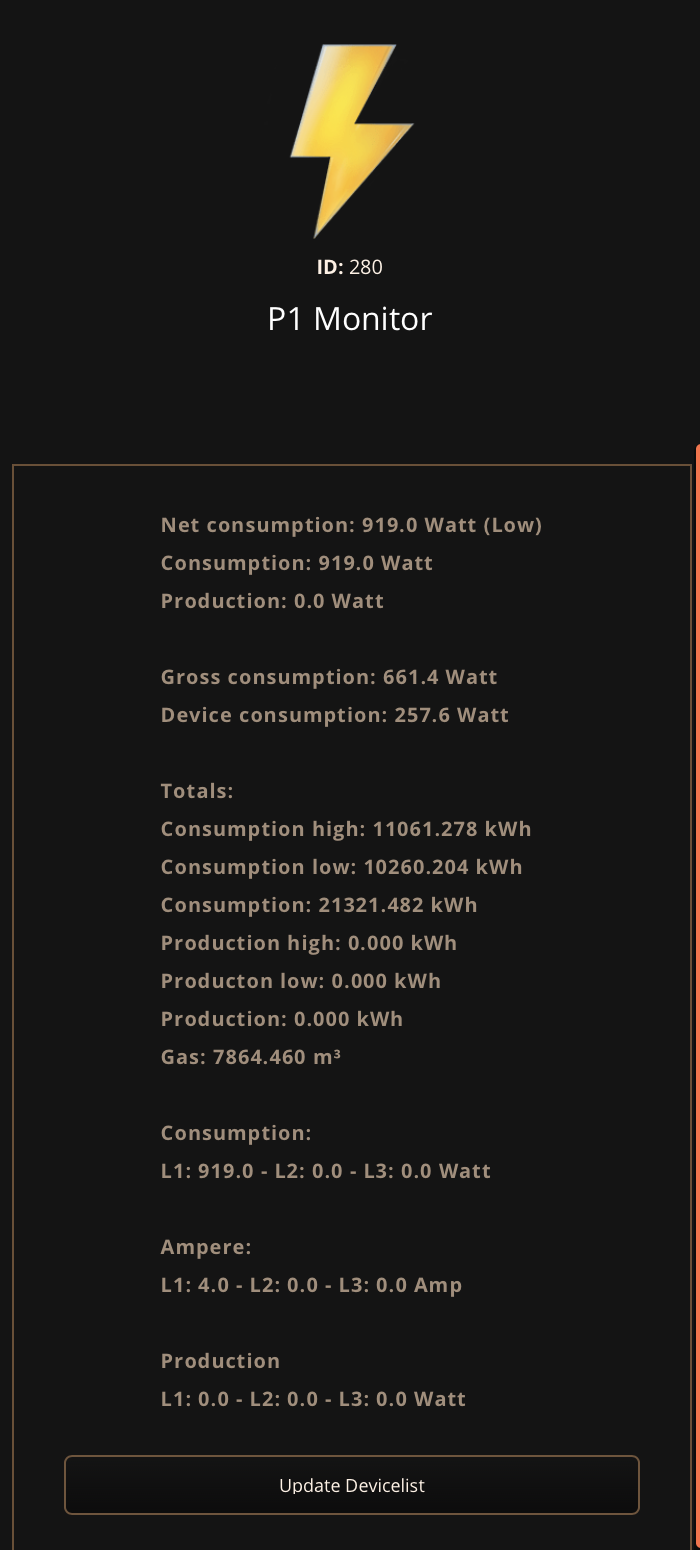 ID: 280
P1 Monitor
Net consumption: 919.0 Watt (Low)
Consumption: 919.0 Watt
Production: 0.0 Watt
Gross consumption: 661.4 Watt
Device consumption: 257.6 Watt
Totals:
Consumption high: 11061.278 kWh
Consumption low: 10260.204 kWh
Consumption: 21321.482 kWh
Production high: 0.000 kWh
Producton low: 0.000 kWh
Production: 0.000 kWh
Gas: 7864.460 m³
Consumption:
L1: 919.0 - L2: 0.0 - L3: 0.0 Watt
Ampere:
L1: 4.0 - L2: 0.0 - L3: 0.0 Amp
Production
L1: 0.0 - L2: 0.0 - L3: 0.0 Watt
Update Devicelist